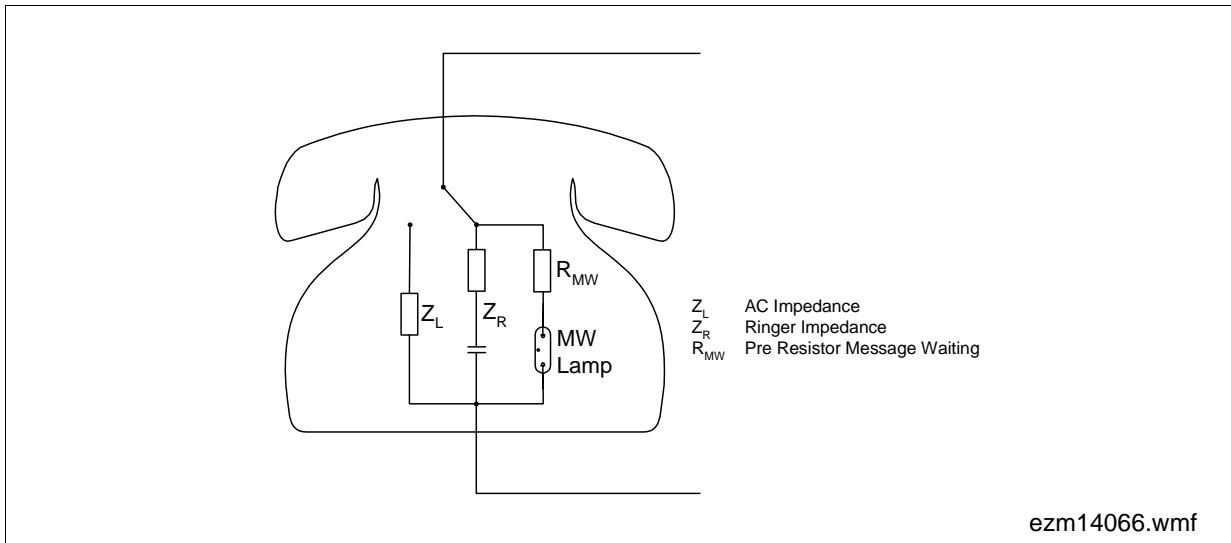 R_MW
Z_L Z_R
MW
Lamp
Z_L AC Impedance
Z_R Ringer Impedance
R_MW Pre Resistor Message Waiting
ezm14066.wmf